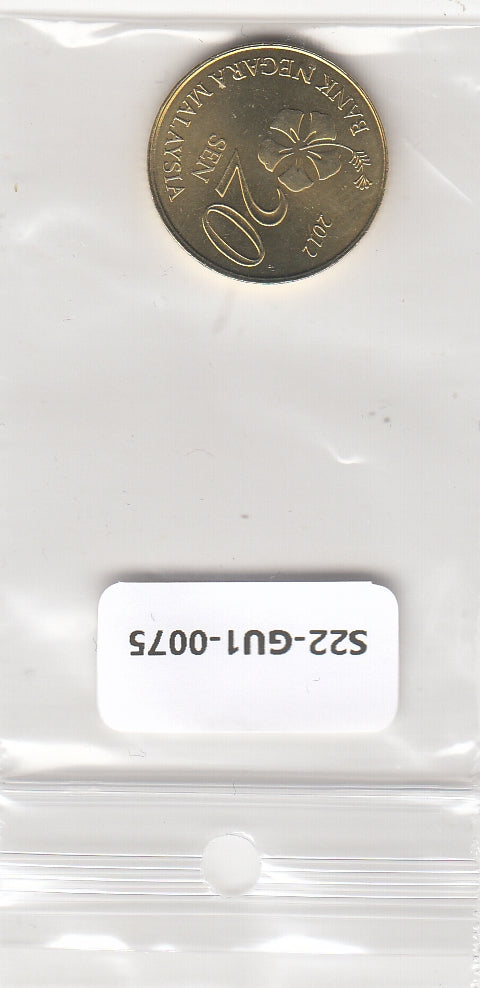 BANK NEGARA MALAYSIA
20
SEN
2012
S22-GU1-0075